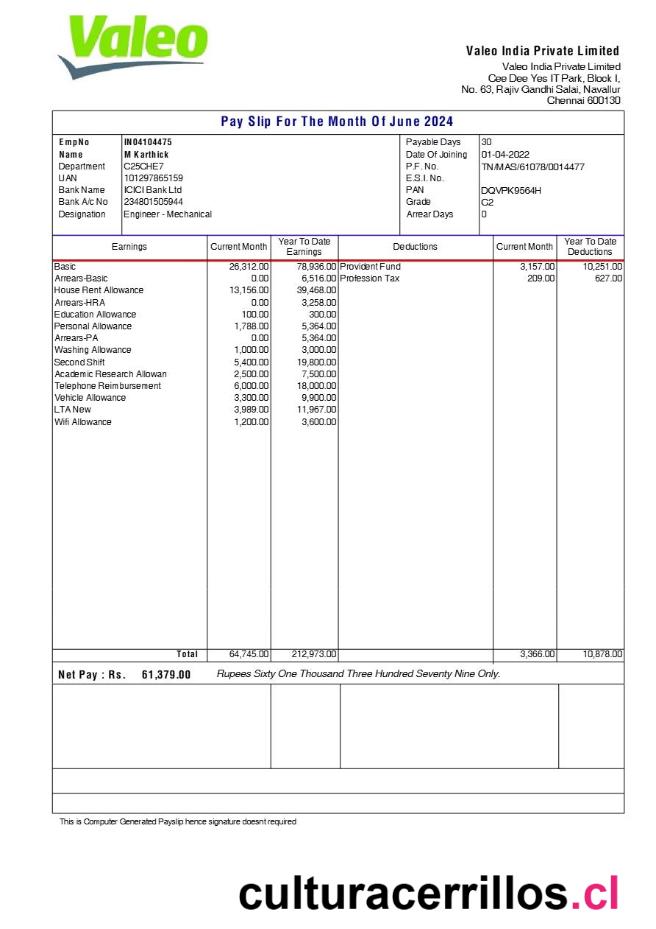 Valeo
Valeo India Private Limited
Valeo India Private Limited
Cee Dee Yes IT Park, Block I,
No. 63, Rajiv Gandhi Salai, Navallur
Chennai 600130
Pay Slip For The Month Of June 2024
EmpNo IN04104475 Payable Days 30
Name M Karthick Date Of Joining 01-04-2022
Department C25CHE7 P.F. No. TN/MAS/61078/0014477
UAN 101297865159 E.S.I. No.
Bank Name ICICI Bank Ltd PAN DQVPK9564H
Bank A/c No 234801505944 Grade C2
Designation Engineer - Mechanical Arrear Days 0
Earnings Current Month Year To Date Earnings Deductions Current Month Year To Date Deductions
Basic 26,312.00 78,936.00 Provident Fund 3,157.00 10,251.00
Arrears-Basic 0.00 6,516.00 Profession Tax 209.00 627.00
House Rent Allowance 13,156.00 39,468.00
Arrears-HRA 0.00 3,258.00
Education Allowance 100.00 300.00
Personal Allowance 1,788.00 5,364.00
Arrears-PA 0.00 5,364.00
Washing Allowance 1,000.00 3,000.00
Second Shift 5,400.00 19,800.00
Academic Research Allowan 2,500.00 7,500.00
Telephone Reimbursement 6,000.00 18,000.00
Vehicle Allowance 3,300.00 9,900.00
LTA New 3,989.00 11,967.00
Wifi Allowance 1,200.00 3,600.00
Total 64,745.00 212,973.00 3,366.00 10,878.00
Net Pay : Rs. 61,379.00 Rupees Sixty One Thousand Three Hundred Seventy Nine Only.
This is Computer Generated Payslip hence signature doesnt required
culturacerrillos.cl